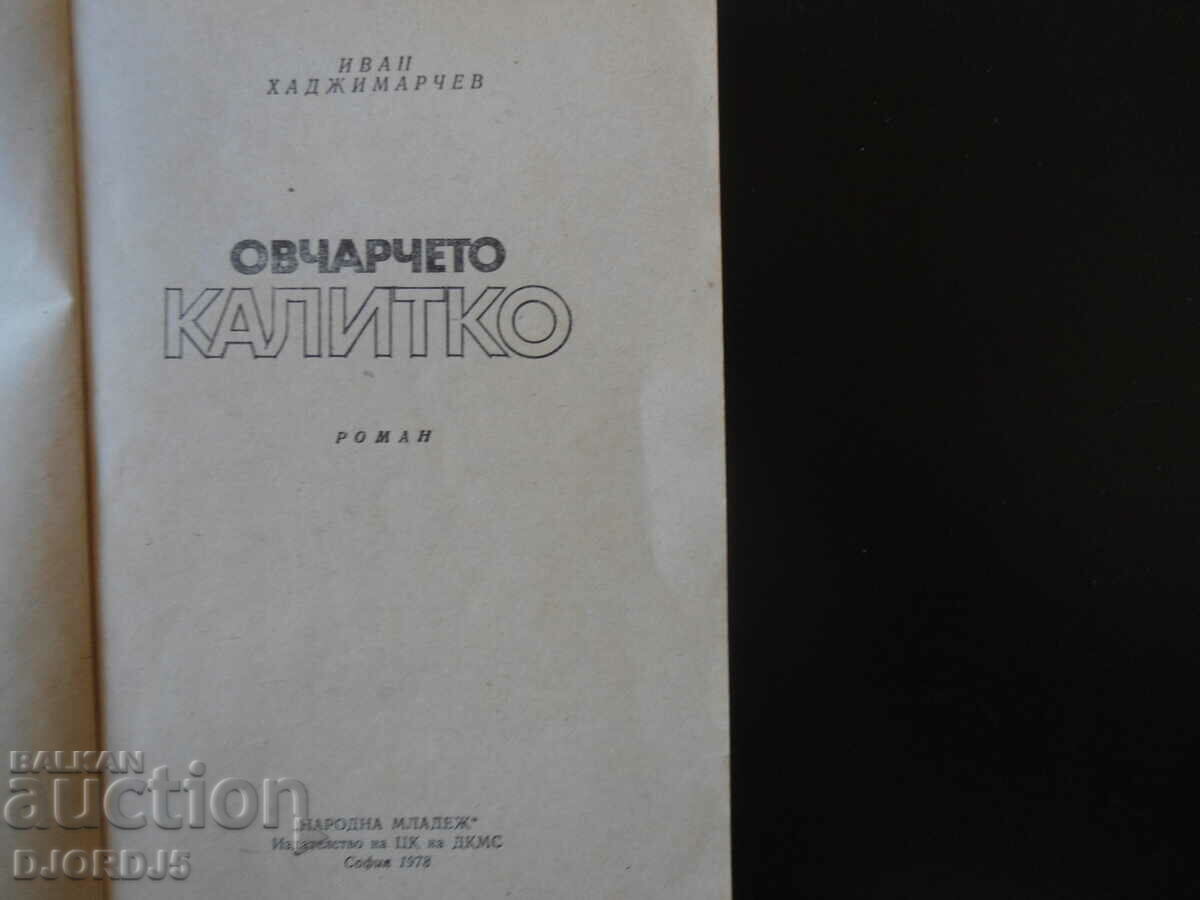 ИВАН
ХАДЖИМАРЧЕВ
ОВЧАРЧЕТО
КАЛИТКО
РОМАН
„НАРОДНА МЛАДЕЖ"
Издателство на ЦК на ДКМС
София 1978
BALKAN
auction
DJORDJ5